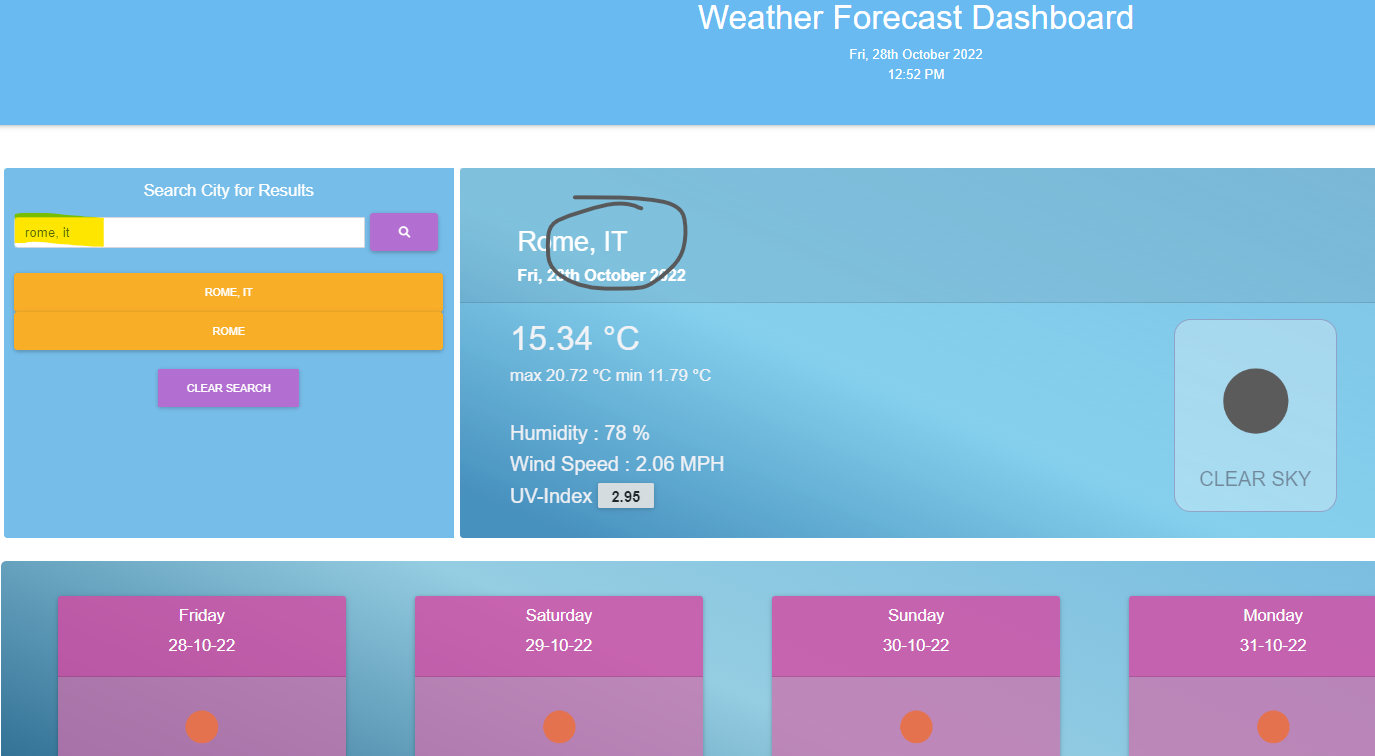 Weather Forecast Dashboard
Fri, 28th October 2022
12:52 PM
Search City for Results
rome, it
ROME, IT
ROME
CLEAR SEARCH
Rome, IT
Fri, 28th October 2022
15.34 °C
max 20.72 °C min 11.79 °C
Humidity : 78 %
Wind Speed : 2.06 MPH
UV-Index 2.95
CLEAR SKY
Friday
28-10-22
Saturday
29-10-22
Sunday
30-10-22
Monday
31-10-22